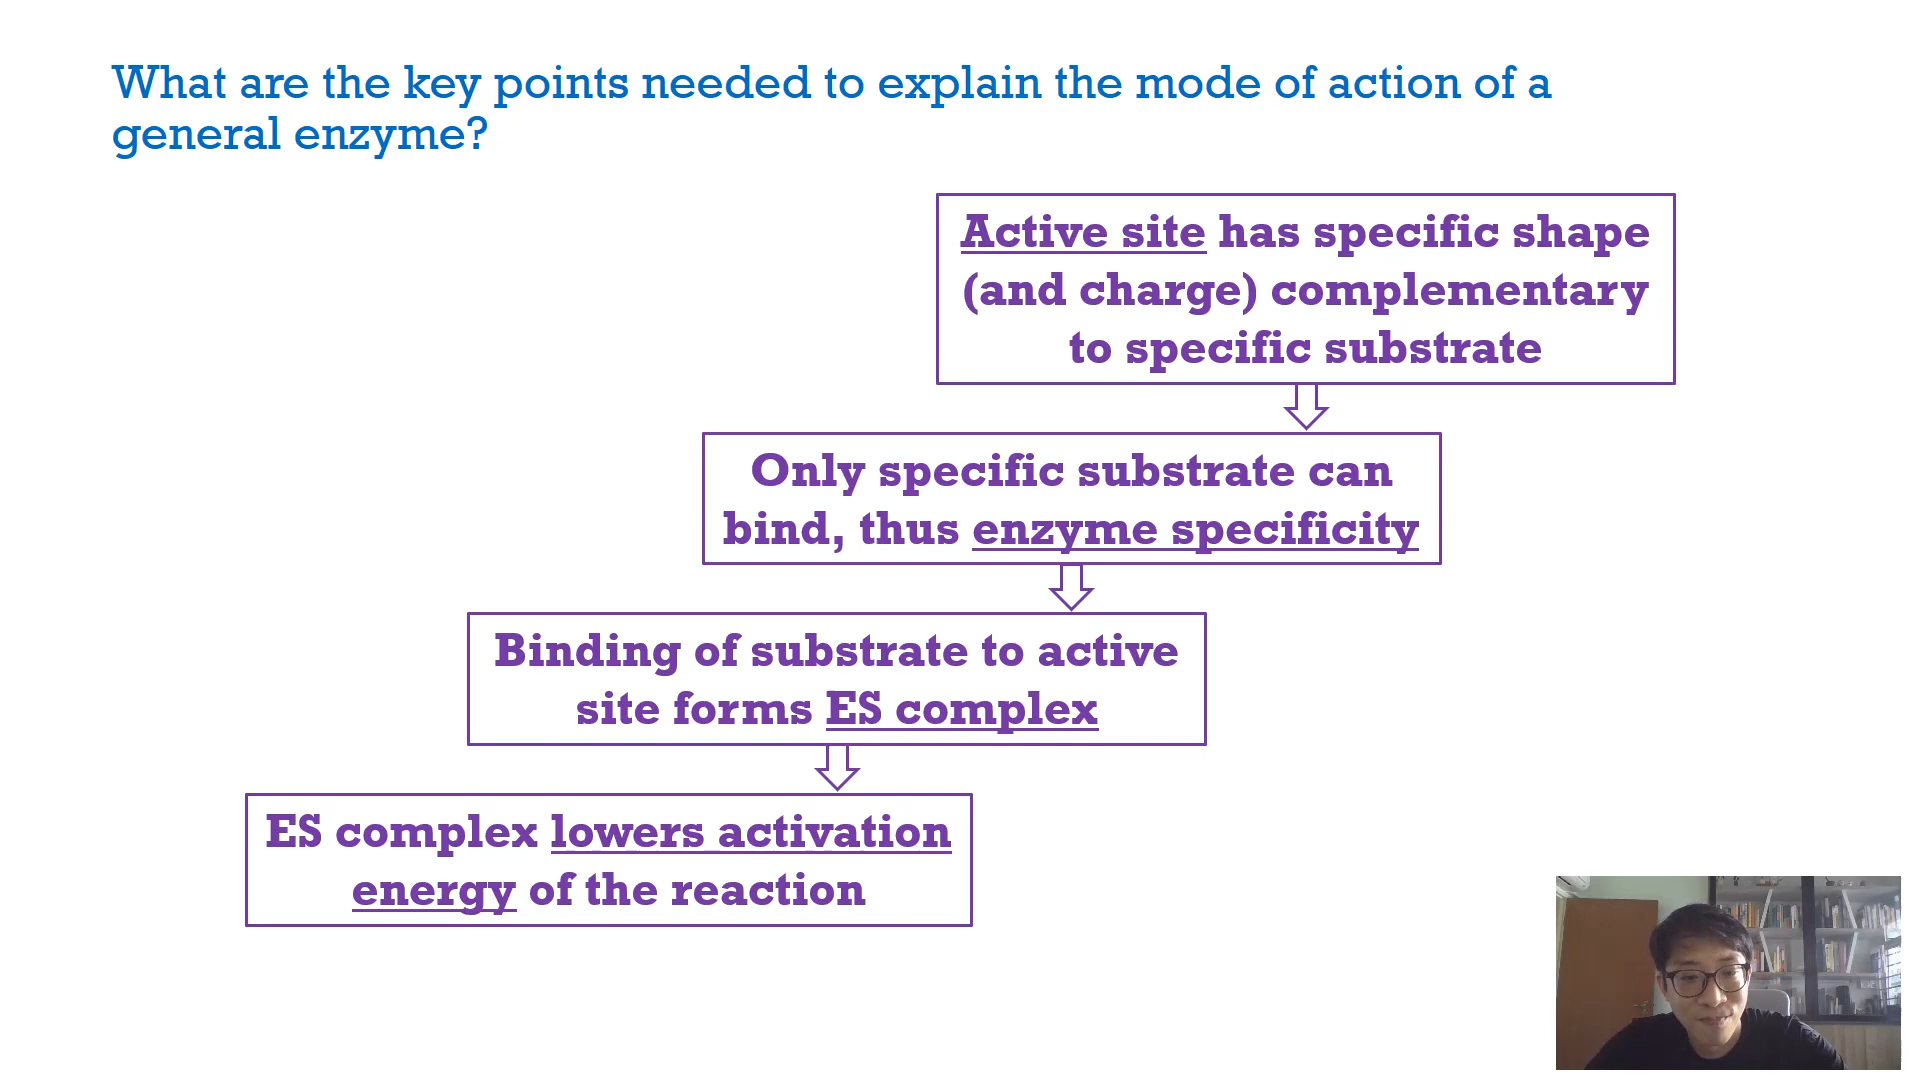 What are the key points needed to explain the mode of action of a
general enzyme?
Active site has specific shape
(and charge) complementary
to specific substrate
Only specific substrate can
bind, thus enzyme specificity
Binding of substrate to active
site forms ES complex
ES complex lowers activation
energy of the reaction